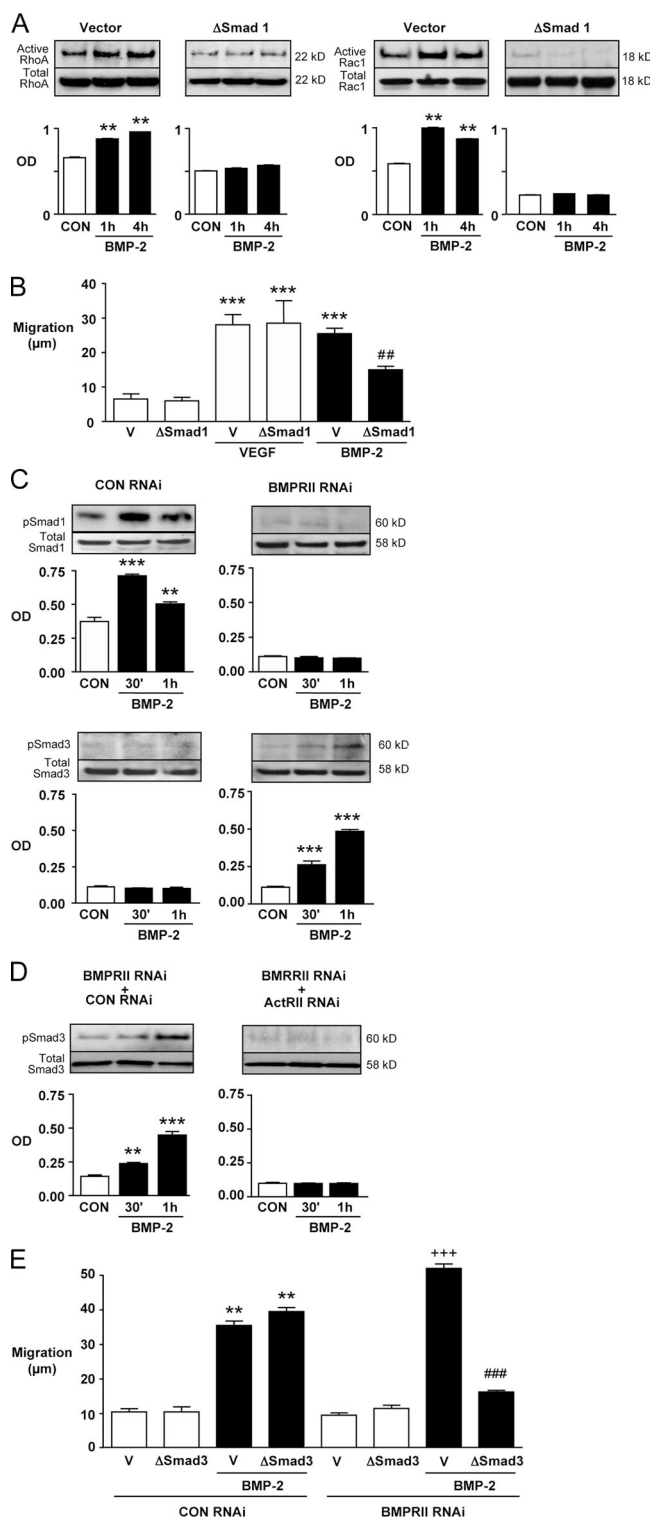 A
Vector
ΔSmad 1
Vector
ΔSmad 1
Active
RhoA
22 kD
Active
Rac1
18 kD
Total
RhoA
22 kD
Total
Rac1
18 kD
1
** **
1
1
**
**
1
OD
0
0
0
0
CON 1h 4h
BMP-2
CON 1h 4h
BMP-2
CON 1h 4h
BMP-2
CON 1h 4h
BMP-2
B
Migration
(µm)
40
30
20
10
0
*** *** *** ##
V ΔSmad1 V ΔSmad1 V ΔSmad1
VEGF BMP-2
C
CON RNAi
BMPRII RNAi
pSmad1
60 kD
Total
Smad1
58 kD
OD
0.75
0.50
0.25
0.00
***
**
CON 30' 1h
BMP-2
0.75
0.50
0.25
0.00
CON 30' 1h
BMP-2
pSmad3
60 kD
Total
Smad3
58 kD
OD
0.75
0.50
0.25
0.00
CON 30' 1h
BMP-2
0.75
0.50
0.25
0.00
***
***
CON 30' 1h
BMP-2
D
BMPRII RNAi
+
CON RNAi
BMRRII RNAi
+
ActRII RNAi
pSmad3
60 kD
Total
Smad3
58 kD
OD
0.75
0.50
0.25
0.00
**
***
CON 30' 1h
BMP-2
0.75
0.50
0.25
0.00
CON 30' 1h
BMP-2
E
Migration
(µm)
50
40
30
20
10
0
** ** +++ ###
V ΔSmad3 V ΔSmad3 V ΔSmad3 V ΔSmad3
BMP-2 BMP-2
CON RNAi BMPRII RNAi